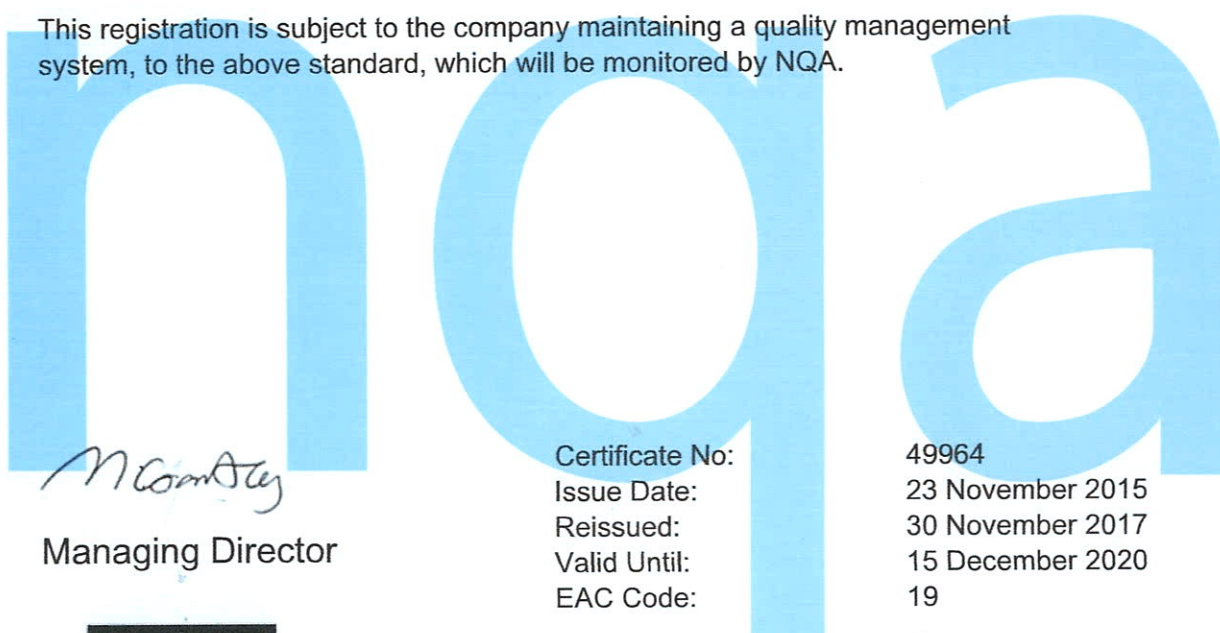 This registration is subject to the company maintaining a quality management
system, to the above standard, which will be monitored by NQA.
nqa
Certificate No: 49964
Issue Date: 23 November 2015
Reissued: 30 November 2017
Valid Until: 15 December 2020
EAC Code: 19
Managing Director